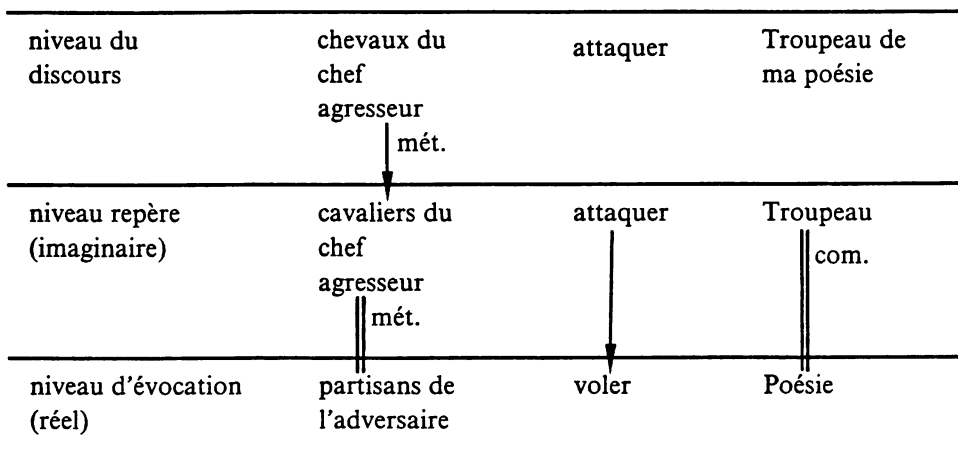 niveau du chevaux du attaquer Troupeau de
discours chef ma poésie
agresseur
mét.
niveau repère cavaliers du attaquer Troupeau
(imaginaire) chef com.
agresseur
mét.
niveau d'évocation partisans de voler Poésie
(réel) l'adversaire